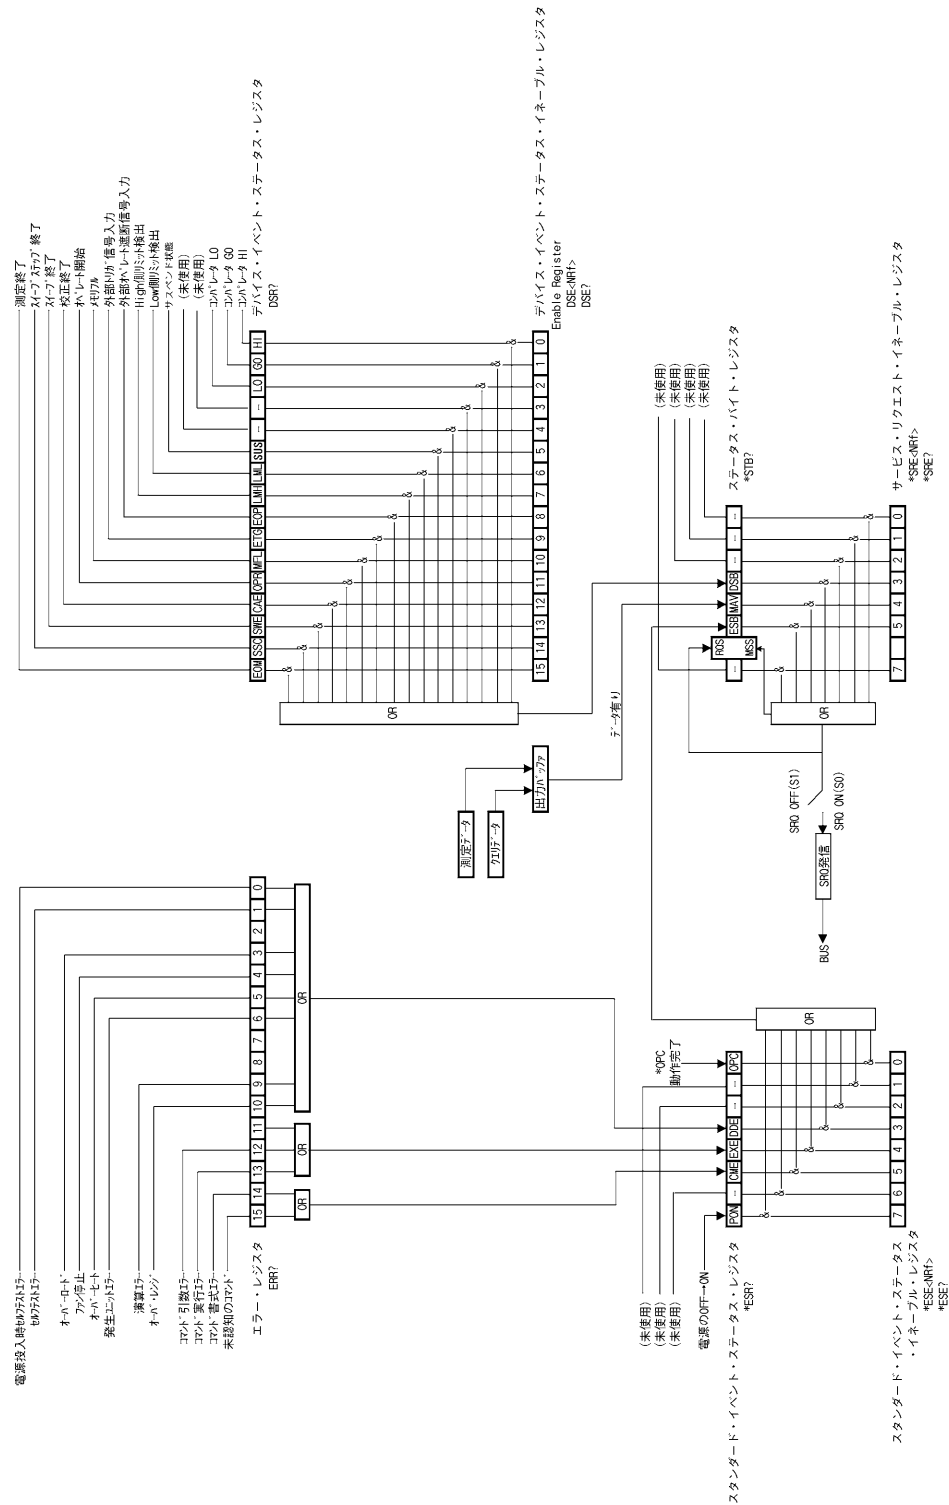 電源投入時ｾﾙﾌﾃｽﾄｴﾗｰ
ｾﾙﾌﾃｽﾄｴﾗｰ
ｵｰﾊﾞｰﾛｰﾄﾞ
ﾌｧﾝ停止
ｵｰﾊﾞｰﾋｰﾄ
発生ﾕﾆｯﾄｴﾗｰ
演算ｴﾗｰ
ｵｰﾊﾞ･ﾚﾝｼﾞ
ｺﾏﾝﾄﾞ引数ｴﾗｰ
ｺﾏﾝﾄﾞ実行ｴﾗｰ
ｺﾏﾝﾄﾞ書式ｴﾗｰ
未認知のｺﾏﾝﾄﾞ
15 14 13 12 11 10 9 8 7 6 5 4 3 2 1 0
エラー・レジスタ
ERR?
OR
OR
OR
測定終了
ｽｲｰﾌﾟｽﾃｯﾌﾟ終了
ｽｲｰﾌﾟ終了
校正終了
ｵﾍﾟﾚｰﾄ開始
ﾒﾓﾘﾌﾙ
外部ﾄﾘｶﾞ信号入力
外部ｵﾍﾟﾚｰﾄ遮断信号入力
High側ﾘﾐｯﾄ検出
Low側ﾘﾐｯﾄ検出
ｻｽﾍﾟﾝﾄﾞ状態
(未使用)
(未使用)
ｺﾝﾊﾟﾚｰﾀ LO
ｺﾝﾊﾟﾚｰﾀ GO
ｺﾝﾊﾟﾚｰﾀ HI
EOM SSC SWE CAE OPR MFL ETG EOP LMH LML SUS -- -- LO GO HI
デバイス・イベント・ステータス・レジスタ
DSR?
& & & & & & & & & & & & & & & &
OR
15 14 13 12 11 10 9 8 7 6 5 4 3 2 1 0
デバイス・イベント・ステータス・イネーブル・レジスタ
Enable Register
DSE<NRf>
DSE?
測定ﾃﾞｰﾀ
ｸｴﾘﾃﾞｰﾀ
出力ﾊﾞｯﾌｧ
ﾃﾞｰﾀ有り
(未使用)
(未使用)
(未使用)
電源のOFF→ON
*OPC
動作完了
(未使用)
(未使用)
(未使用)
(未使用)
PON -- CME EXE DDE -- -- OPC
スタンダード・イベント・ステータス・レジスタ
*ESR?
& & & & & & & &
OR
7 6 5 4 3 2 1 0
スタンダード・イベント・ステータス
・イネーブル・レジスタ
*ESE<NRf>
*ESE?
-- RQS MSS ESB MAV DSB -- -- --
ステータス・バイト・レジスタ
*STB?
& & & & & & &
OR
7 5 4 3 2 1 0
サービス・リクエスト・イネーブル・レジスタ
*SRE<NRf>
*SRE?
SRQ OFF(S1)
SRQ ON(S0)
SRQ発信
BUS